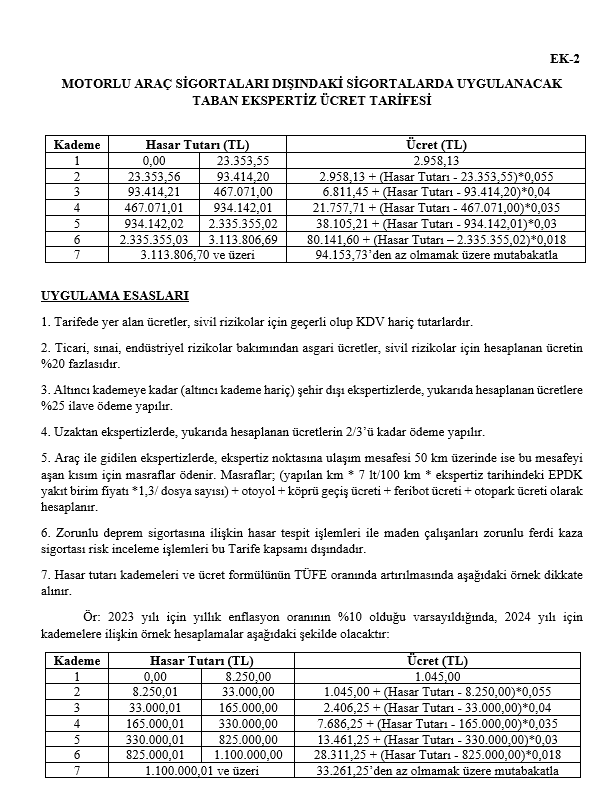 EK-2
MOTORLU ARAÇ SİGORTALARI DIŞINDAKİ SİGORTALARDA UYGULANACAK
TABAN EKSPERTİZ ÜCRET TARİFESİ
Kademe Hasar Tutarı (TL) Ücret (TL)
1 0,00 23.353,55 2.958,13
2 23.353,56 93.414,20 2.958,13 + (Hasar Tutarı - 23.353,55)*0,055
3 93.414,21 467.071,00 6.811,45 + (Hasar Tutarı - 93.414,20)*0,04
4 467.071,01 934.142,01 21.757,71 + (Hasar Tutarı - 467.071,00)*0,035
5 934.142,02 2.335.355,02 38.105,21 + (Hasar Tutarı - 934.142,01)*0,03
6 2.335.355,03 3.113.806,69 80.141,60 + (Hasar Tutarı – 2.335.355,02)*0,018
7 3.113.806,70 ve üzeri 94.153,73’den az olmamak üzere mutabakatla
UYGULAMA ESASLARI
1. Tarifede yer alan ücretler, sivil rizikolar için geçerli olup KDV hariç tutarlardır.
2. Ticari, sınai, endüstriyel rizikolar bakımından asgari ücretler, sivil rizikolar için hesaplanan ücretin
%20 fazlasıdır.
3. Altıncı kademeye kadar (altıncı kademe hariç) şehir dışı ekspertizlerde, yukarıda hesaplanan ücretlere
%25 ilave ödeme yapılır.
4. Uzaktan ekspertizlerde, yukarıda hesaplanan ücretlerin 2/3’ü kadar ödeme yapılır.
5. Araç ile gidilen ekspertizlerde, ekspertiz noktasına ulaşım mesafesi 50 km üzerinde ise bu mesafeyi
aşan kısım için masraflar ödenir. Masraflar; (yapılan km * 7 lt/100 km * ekspertiz tarihindeki EPDK
yakıt birim fiyatı *1,3/ dosya sayısı) + otoyol + köprü geçiş ücreti + feribot ücreti + otopark ücreti olarak
hesaplanır.
6. Zorunlu deprem sigortasına ilişkin hasar tespit işlemleri ile maden çalışanları zorunlu ferdi kaza
sigortası risk inceleme işlemleri bu Tarife kapsamı dışındadır.
7. Hasar tutarı kademeleri ve ücret formülünün TÜFE oranında artırılmasında aşağıdaki örnek dikkate
alınır.
Ör: 2023 yılı için yıllık enflasyon oranının %10 olduğu varsayıldığında, 2024 yılı için
kademelere ilişkin örnek hesaplamalar aşağıdaki şekilde olacaktır:
Kademe Hasar Tutarı (TL) Ücret (TL)
1 0,00 8.250,00 1.045,00
2 8.250,01 33.000,00 1.045,00 + (Hasar Tutarı - 8.250,00)*0,055
3 33.000,01 165.000,00 2.406,25 + (Hasar Tutarı - 33.000,00)*0,04
4 165.000,01 330.000,00 7.686,25 + (Hasar Tutarı - 165.000,00)*0,035
5 330.000,01 825.000,00 13.461,25 + (Hasar Tutarı - 330.000,00)*0,03
6 825.000,01 1.100.000,00 28.311,25 + (Hasar Tutarı - 825.000,00)*0,018
7 1.100.000,01 ve üzeri 33.261,25’den az olmamak üzere mutabakatla